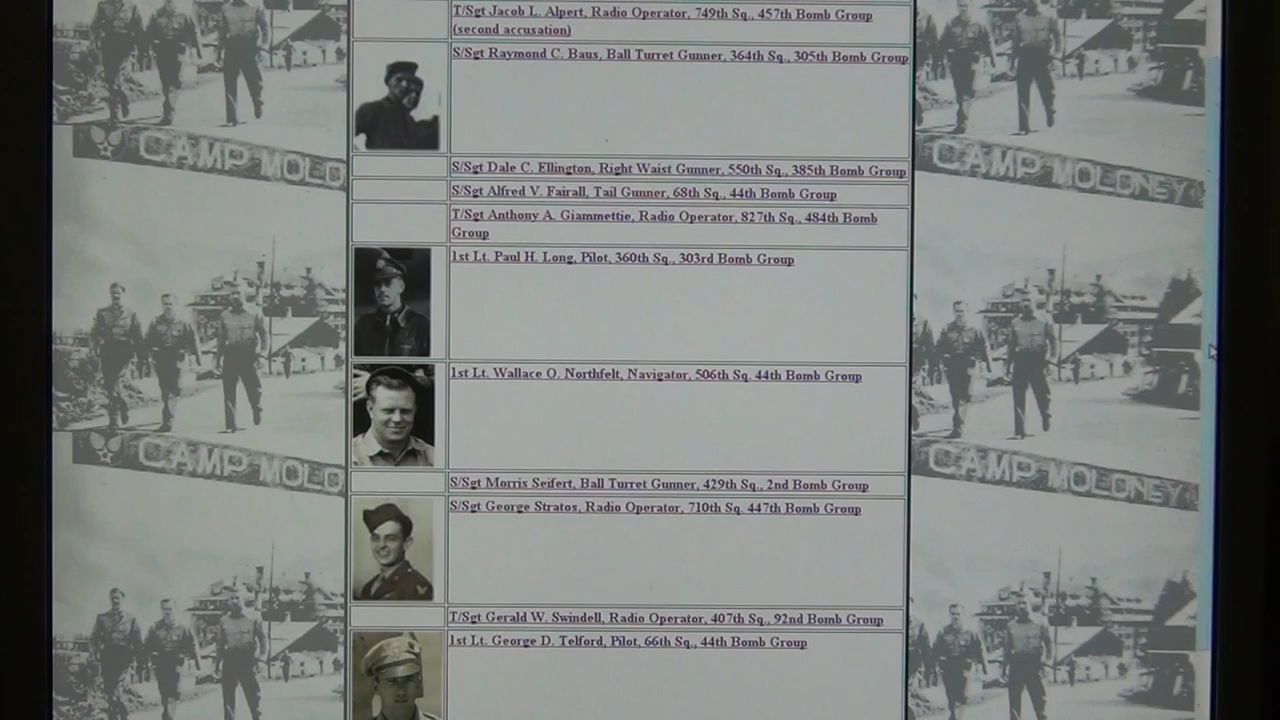 T/Sgt Jacob L. Alpert, Radio Operator, 749th Sq., 457th Bomb Group
(second accusation)
S/Sgt Raymond C. Baus, Ball Turret Gunner, 364th Sq., 305th Bomb Group
S/Sgt Dale C. Ellington, Right Waist Gunner, 550th Sq., 385th Bomb Group
S/Sgt Alfred V. Fairall, Tail Gunner, 68th Sq., 44th Bomb Group
T/Sgt Anthony A. Giammettie, Radio Operator, 827th Sq., 484th Bomb
Group
1st Lt. Paul H. Long, Pilot, 360th Sq., 303rd Bomb Group
1st Lt. Wallace O. Northfelt, Navigator, 506th Sq. 44th Bomb Group
S/Sgt Morris Seifert, Ball Turret Gunner, 429th Sq., 2nd Bomb Group
S/Sgt George Stratos, Radio Operator, 710th Sq. 447th Bomb Group
T/Sgt Gerald W. Swindell, Radio Operator, 407th Sq., 92nd Bomb Group
1st Lt. George D. Telford, Pilot, 66th Sq., 44th Bomb Group
CAMP MOLO
CAMP MOLONEY
CAMP MOLO
CAMP MOLONEY